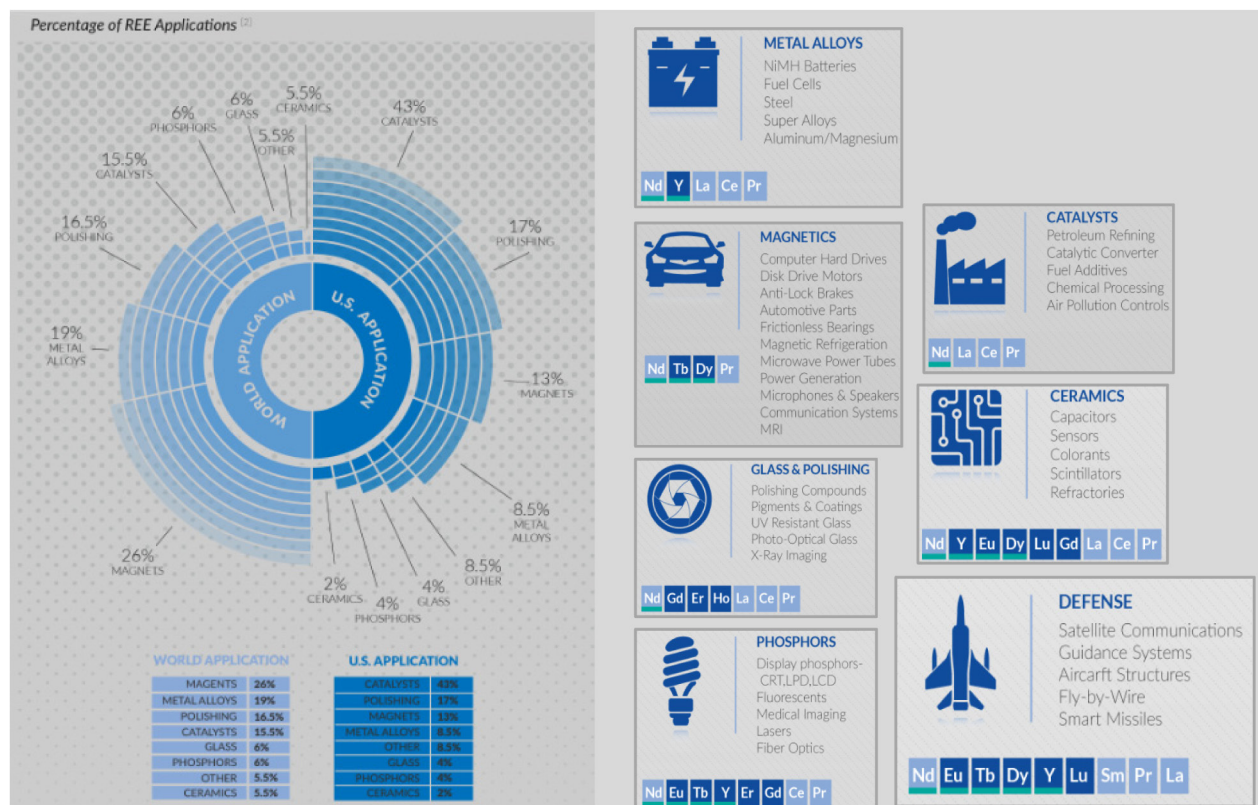 Percentage of REE Applications (2)
5.5%
CERAMICS
6%
GLASS
6%
PHOSPHORS
5.5%
OTHER
43%
CATALYSTS
15.5%
CATALYSTS
16.5%
POLISHING
17%
POLISHING
19%
METAL
ALLOYS
13%
MAGNETS
WORLD APPLICATION
U.S. APPLICATION
26%
MAGNETS
8.5%
METAL
ALLOYS
8.5%
OTHER
4%
GLASS
4%
PHOSPHORS
2%
CERAMICS
WORLD APPLICATION
MAGENTS 26%
METAL ALLOYS 19%
POLISHING 16.5%
CATALYSTS 15.5%
GLASS 6%
PHOSPHORS 6%
OTHER 5.5%
CERAMICS 5.5%
U.S. APPLICATION
CATALYSTS 43%
POLISHING 17%
MAGNETS 13%
METAL ALLOYS 8.5%
OTHER 8.5%
GLASS 4%
PHOSPHORS 4%
CERAMICS 2%
METAL ALLOYS
NiMH Batteries
Fuel Cells
Steel
Super Alloys
Aluminum/Magnesium
Nd Y La Ce Pr
MAGNETICS
Computer Hard Drives
Disk Drive Motors
Anti-Lock Brakes
Automotive Parts
Frictionless Bearings
Magnetic Refrigeration
Microwave Power Tubes
Power Generation
Microphones & Speakers
Communication Systems
MRI
Nd Tb Dy Pr
GLASS & POLISHING
Polishing Compounds
Pigments & Coatings
UV Resistant Glass
Photo-Optical Glass
X-Ray Imaging
Nd Gd Er Ho La Ce Pr
PHOSPHORS
Display phosphors-
CRT,LPD,LCD
Fluorescents
Medical Imaging
Lasers
Fiber Optics
Nd Eu Tb Y Er Gd Ce Pr
CATALYSTS
Petroleum Refining
Catalytic Converter
Fuel Additives
Chemical Processing
Air Pollution Controls
Nd La Ce Pr
CERAMICS
Capacitors
Sensors
Colorants
Scintillators
Refractories
Nd Y Eu Dy Lu Gd La Ce Pr
DEFENSE
Satellite Communications
Guidance Systems
Aircarft Structures
Fly-by-Wire
Smart Missiles
Nd Eu Tb Dy Y Lu Sm Pr La